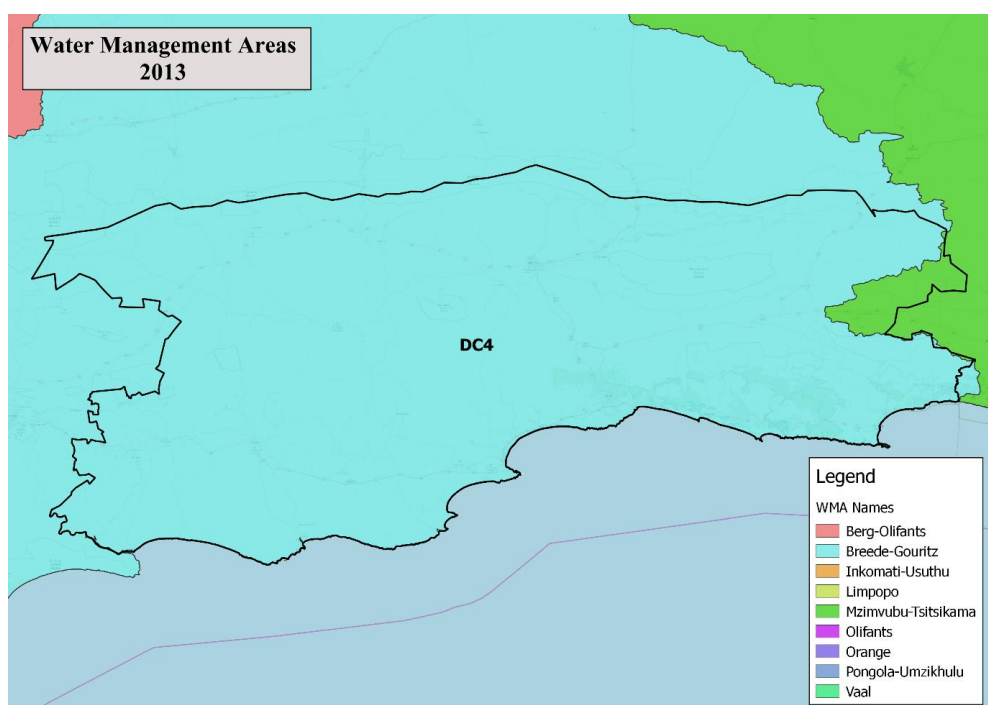 Water Management Areas
2013
DC4
Legend
WMA Names
Berg-Olifants
Breede-Gouritz
Inkomati-Usuthu
Limpopo
Mzimvubu-Tsitsikama
Olifants
Orange
Pongola-Umzikhulu
Vaal